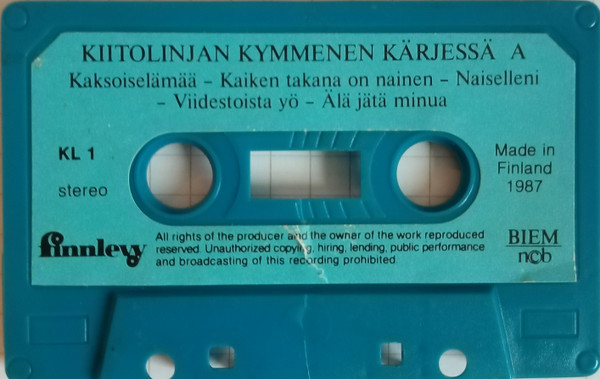 KIITOLINJAN KYMMENEN KÄRJESSÄ A
Kaksoiselämää – Kaiken takana on nainen – Naiselleni
– Viidestoista yö – Älä jätä minua
KL 1
stereo
Made in
Finland
1987
finnlevy
All rights of the producer and the owner of the work reproduced
reserved. Unauthorized copying, hiring, lending, public performance
and broadcasting of this recording prohibited
BIEM
ncb